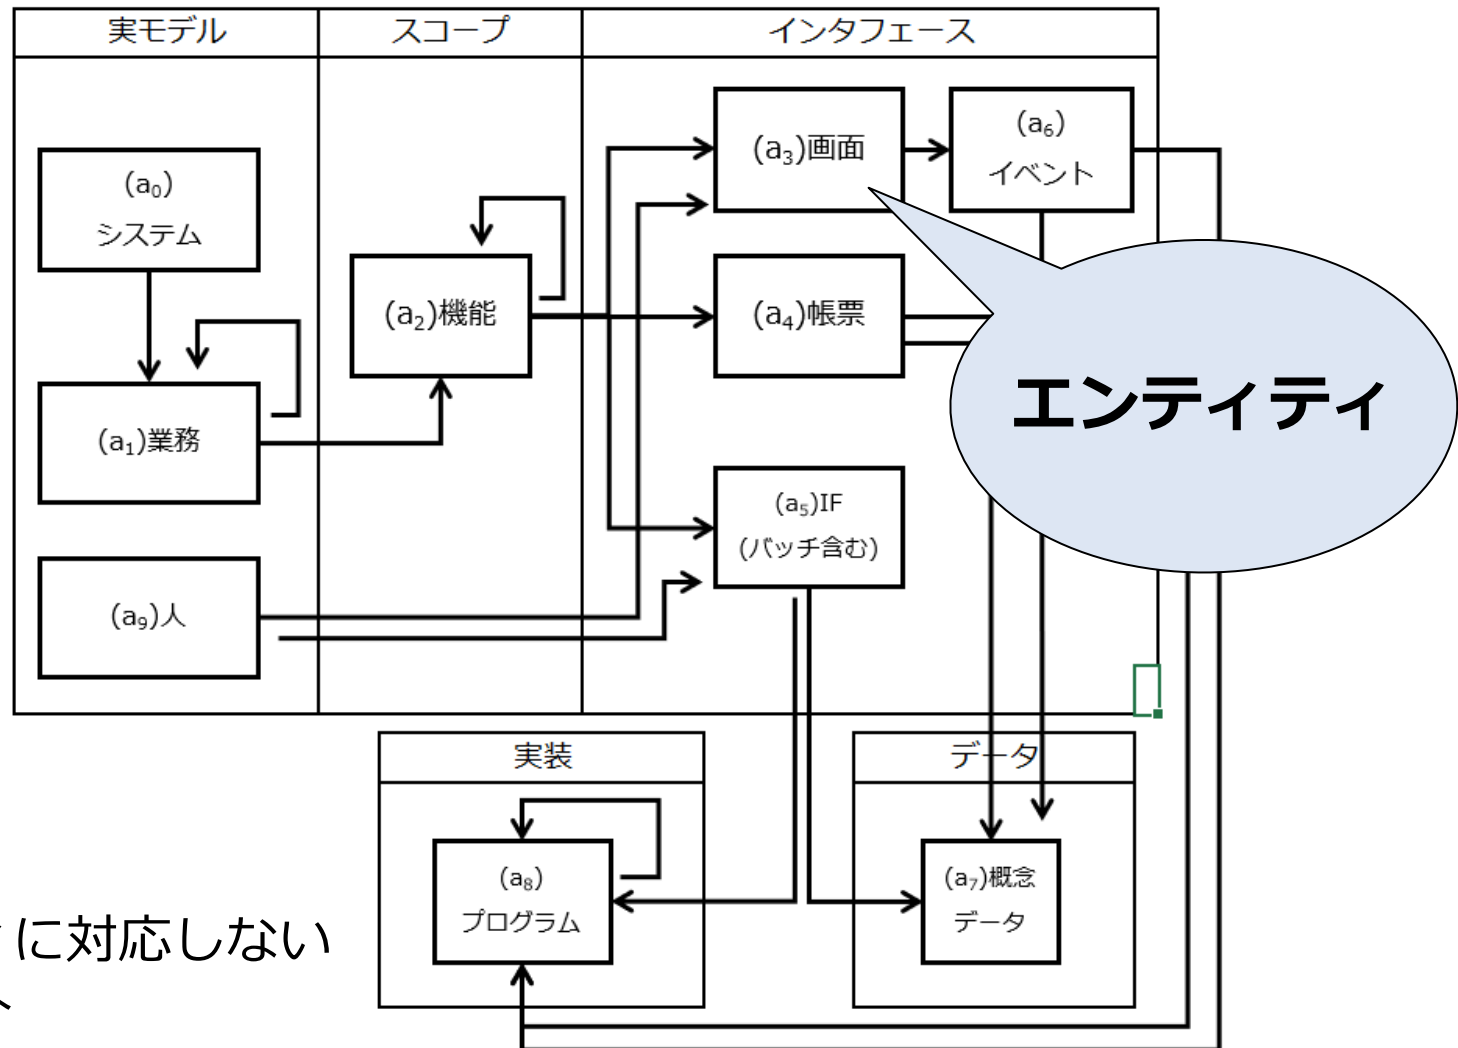 実モデル
スコープ
インタフェース
(a₀)
システム
(a₁)業務
(a₉)人
(a₂)機能
(a₃)画面
(a₆)
イベント
(a₄)帳票
エンティティ
(a₅)IF
(バッチ含む)
実装
データ
(a₈)
プログラム
(a₇)概念
データ
に対応しない